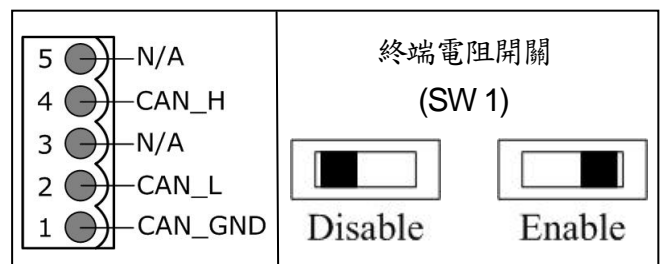 5 N/A
4 CAN_H
3 N/A
2 CAN_L
1 CAN_GND
終端電阻開關
(SW 1)
Disable Enable